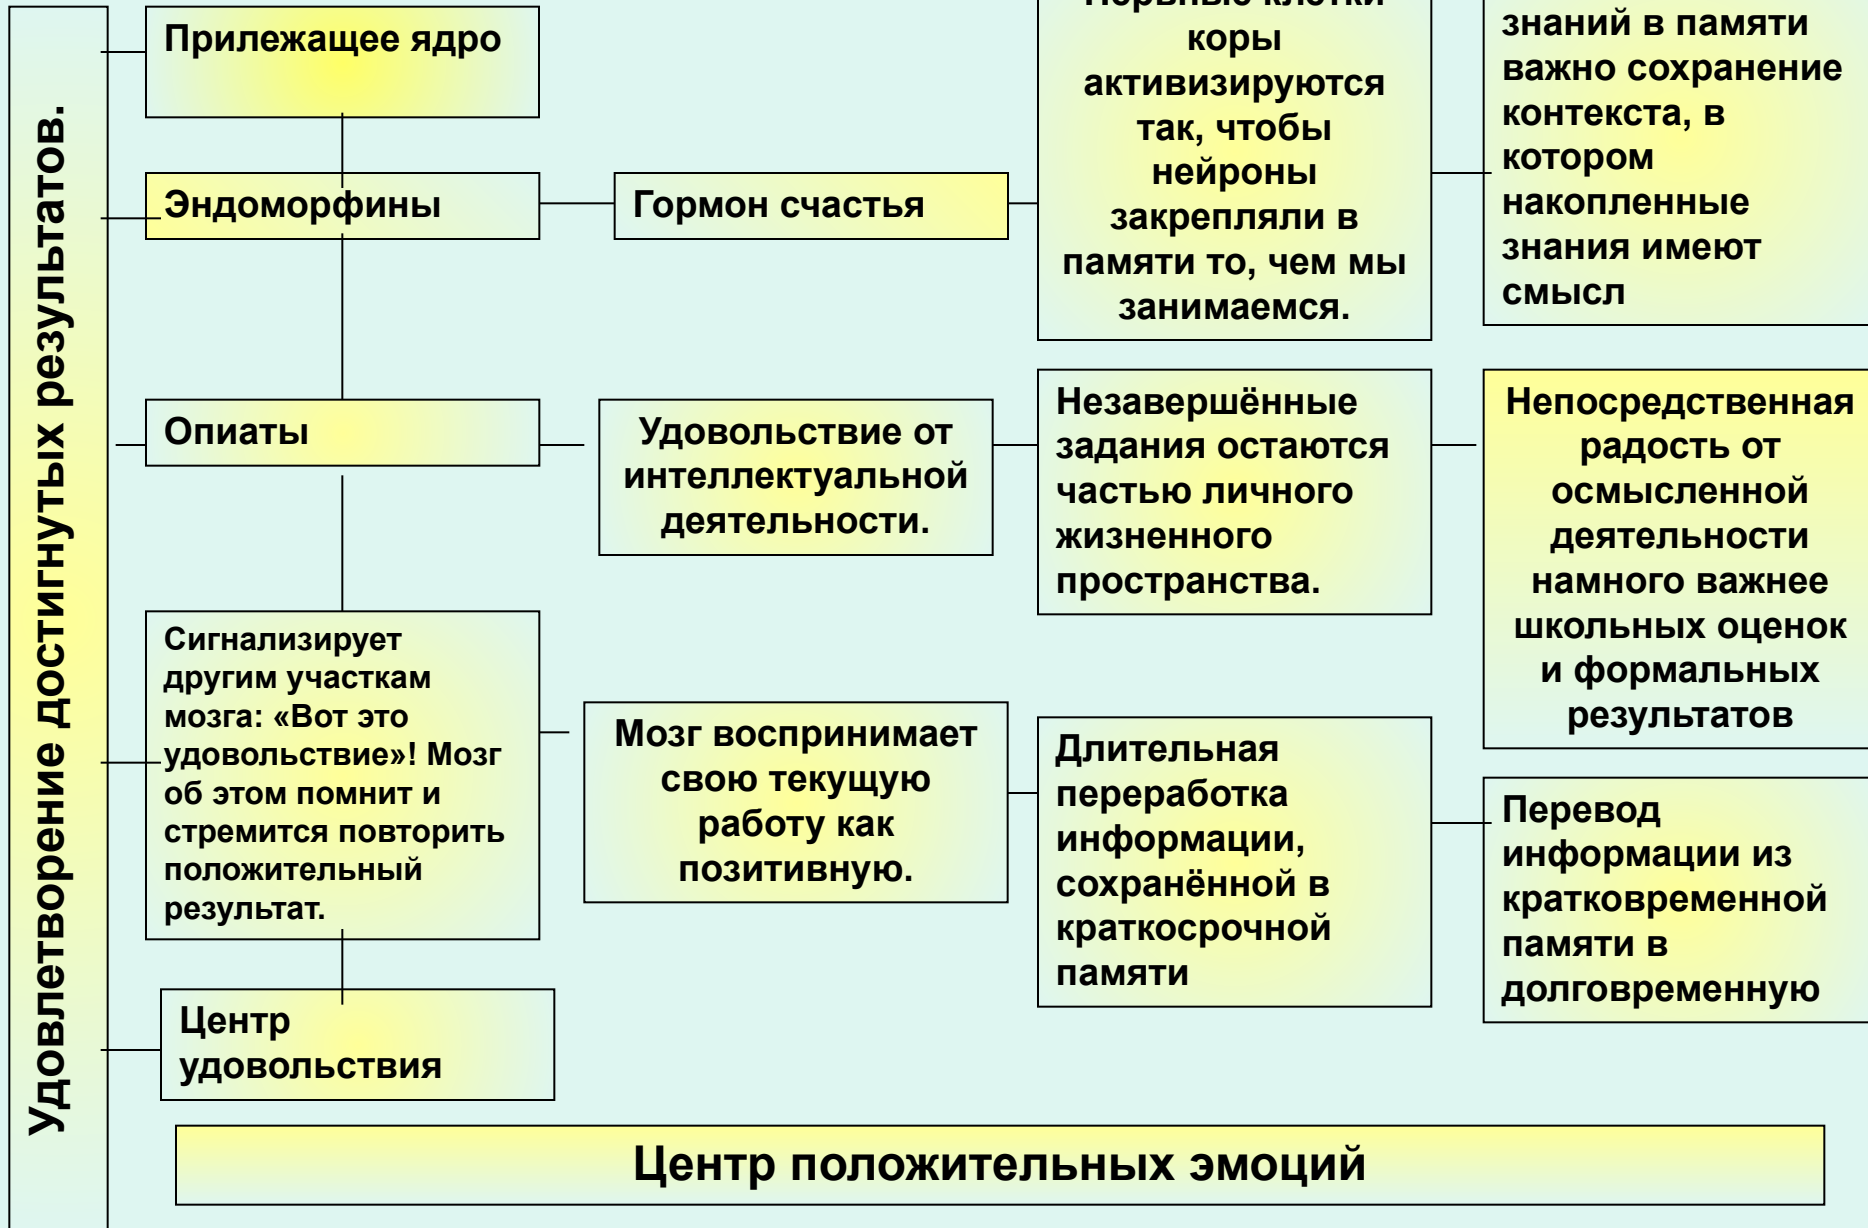 Удовлетворение достигнутых результатов.
Прилежащее ядро
Эндоморфины
Гормон счастья
Нервные клетки
коры
активизируются
так, чтобы
нейроны
закрепляли в
памяти то, чем мы
занимаемся.
знаний в памяти
важно сохранение
контекста, в
котором
накопленные
знания имеют
смысл
Опиаты
Удовольствие от
интеллектуальной
деятельности.
Незавершённые
задания остаются
частью личного
жизненного
пространства.
Непосредственная
радость от
осмысленной
деятельности
намного важнее
школьных оценок
и формальных
результатов
Сигнализирует
другим участкам
мозга: «Вот это
удовольствие»! Мозг
об этом помнит и
стремится повторить
положительный
результат.
Мозг воспринимает
свою текущую
работу как
позитивную.
Длительная
переработка
информации,
сохранённой в
краткосрочной
памяти
Перевод
информации из
кратковременной
памяти в
долговременную
Центр
удовольствия
Центр положительных эмоций